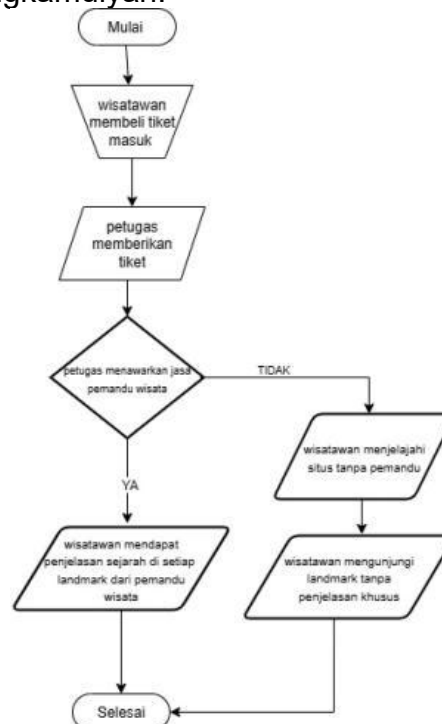 Mulai
wisatawan
membeli tiket
masuk
petugas
memberikan
tiket
petugas menawarkan jasa
pemandu wisata
TIDAK
YA
wisatawan menjelajahi
situs tanpa pemandu
wisatawan mendapat
penjelasan sejarah di setiap
landmark dari pemandu
wisata
wisatawan mengunjungi
landmark tanpa
penjelasan khusus
Selesai